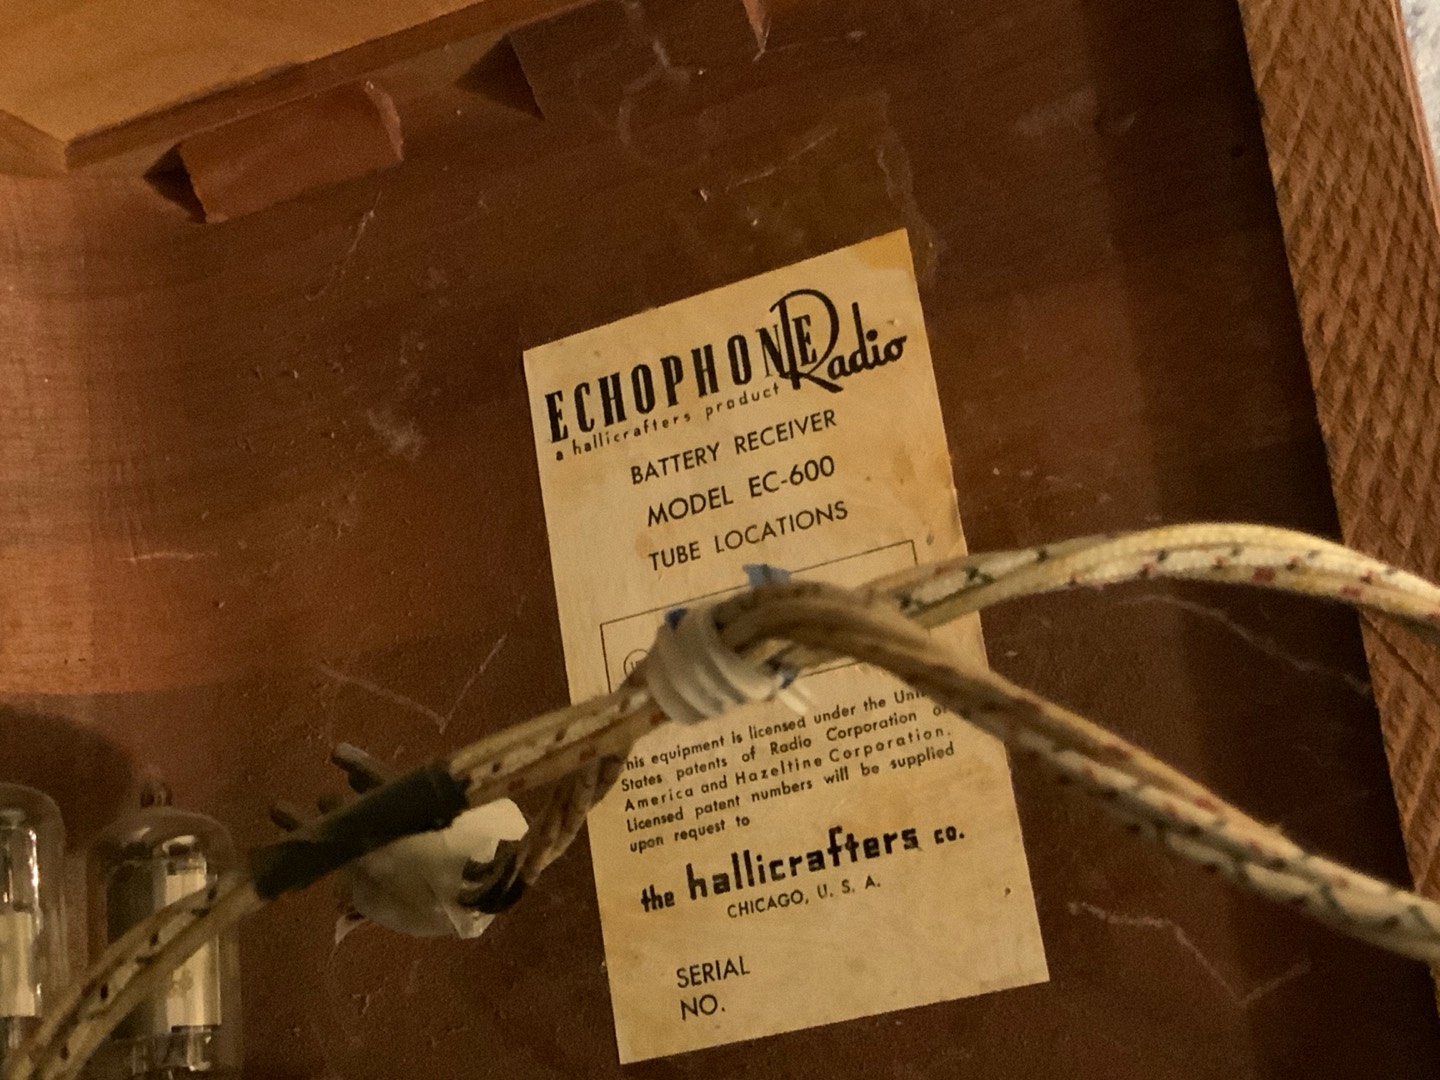 ECHOPHONE Radio
a hallicrafters product
BATTERY RECEIVER
MODEL EC-600
TUBE LOCATIONS
his equipment is licensed under the Uni
States patents of Radio Corporation of
America and Hazeltine Corporation.
Licensed patent numbers will be supplied
upon request to
the hallicrafters co.
CHICAGO, U. S. A.
SERIAL
NO.